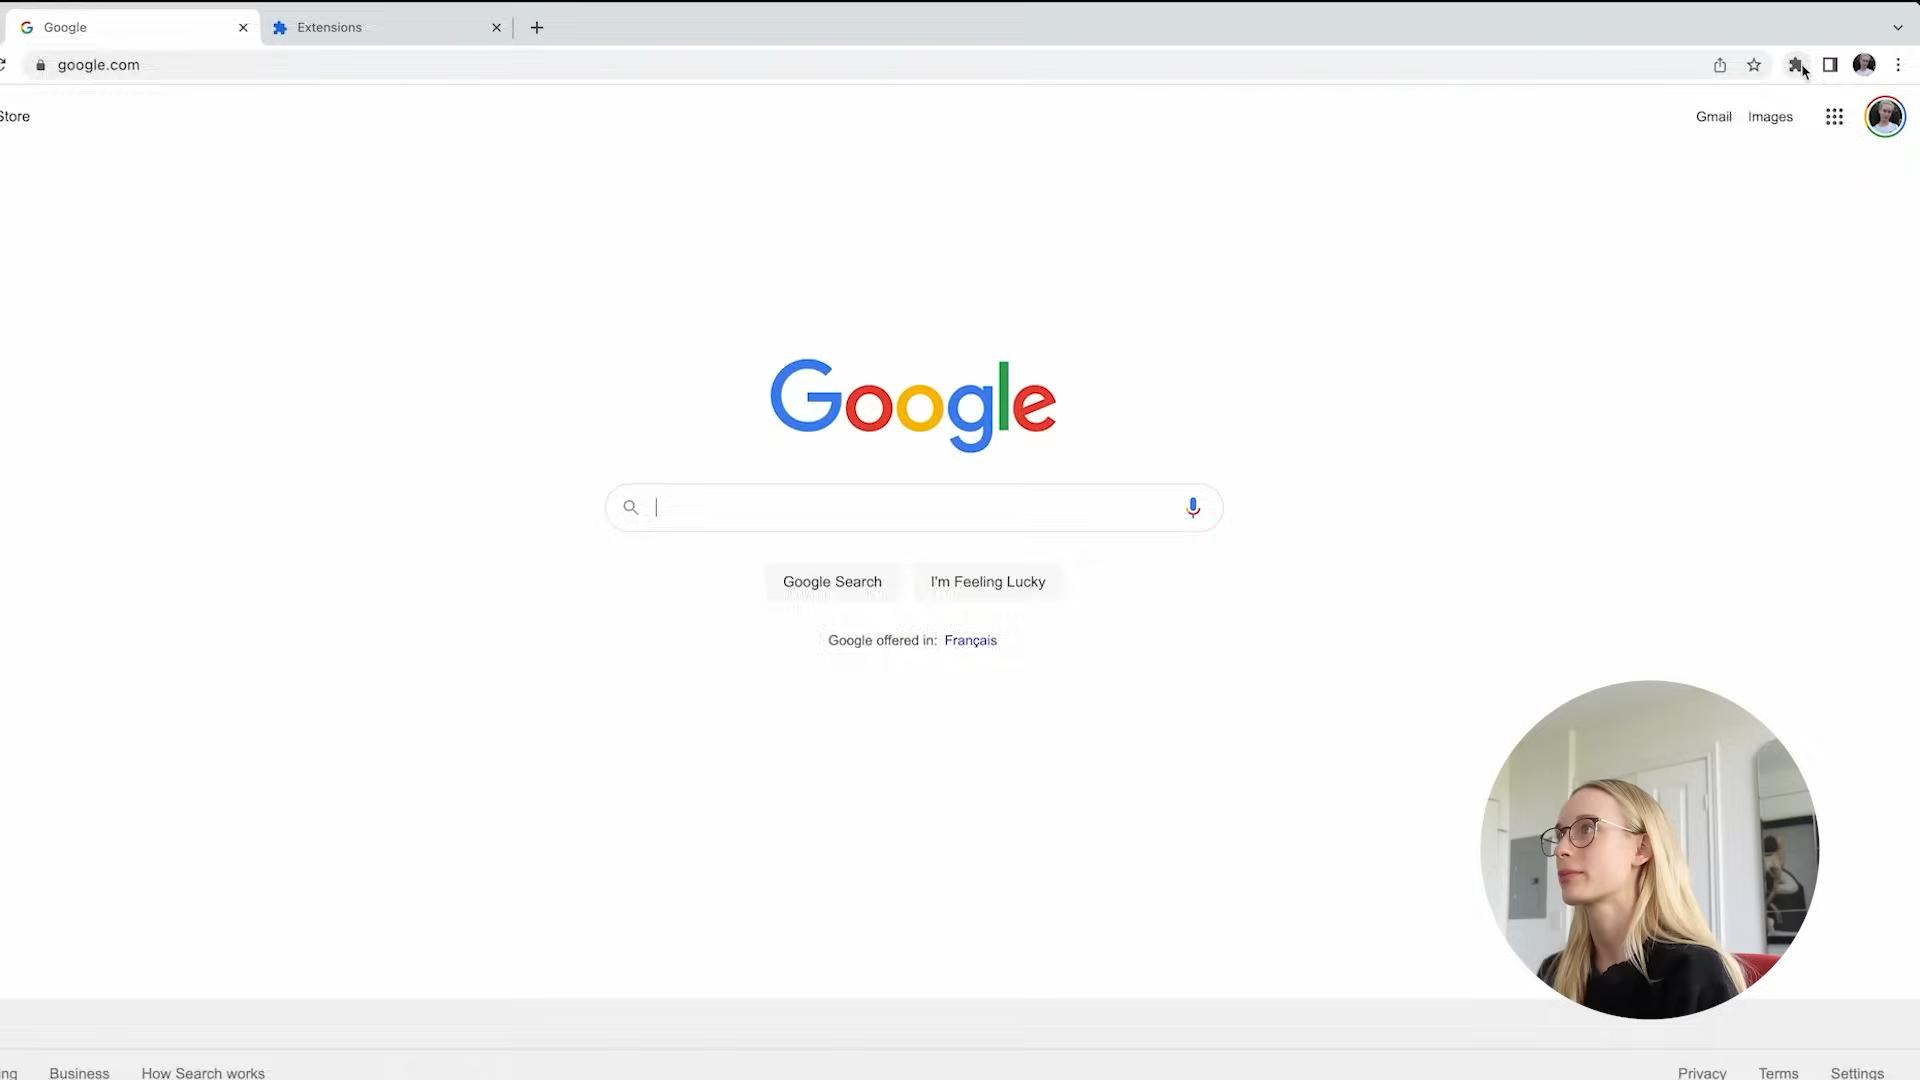 Google
Extensions
google.com
Store
Gmail Images
Google
Google Search
I'm Feeling Lucky
Google offered in: Français
ing Business How Search works
Privacy Terms Settings